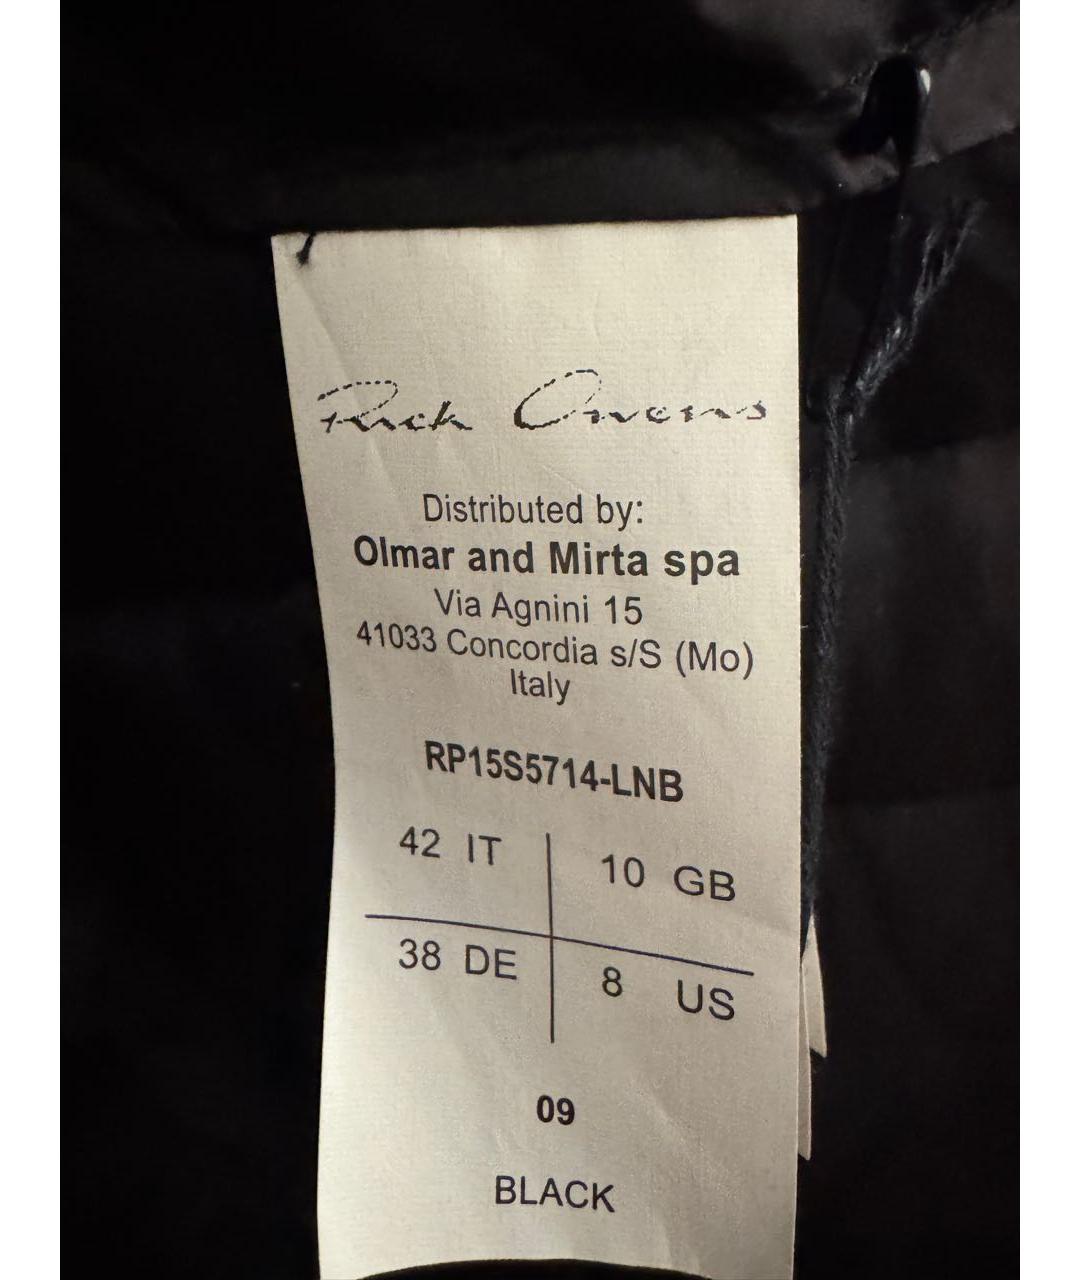 Rick Owens
Distributed by:
Olmar and Mirta spa
Via Agnini 15
41033 Concordia s/S (Mo)
Italy
RP15S5714-LNB
42 IT 10 GB
38 DE 8 US
09
BLACK